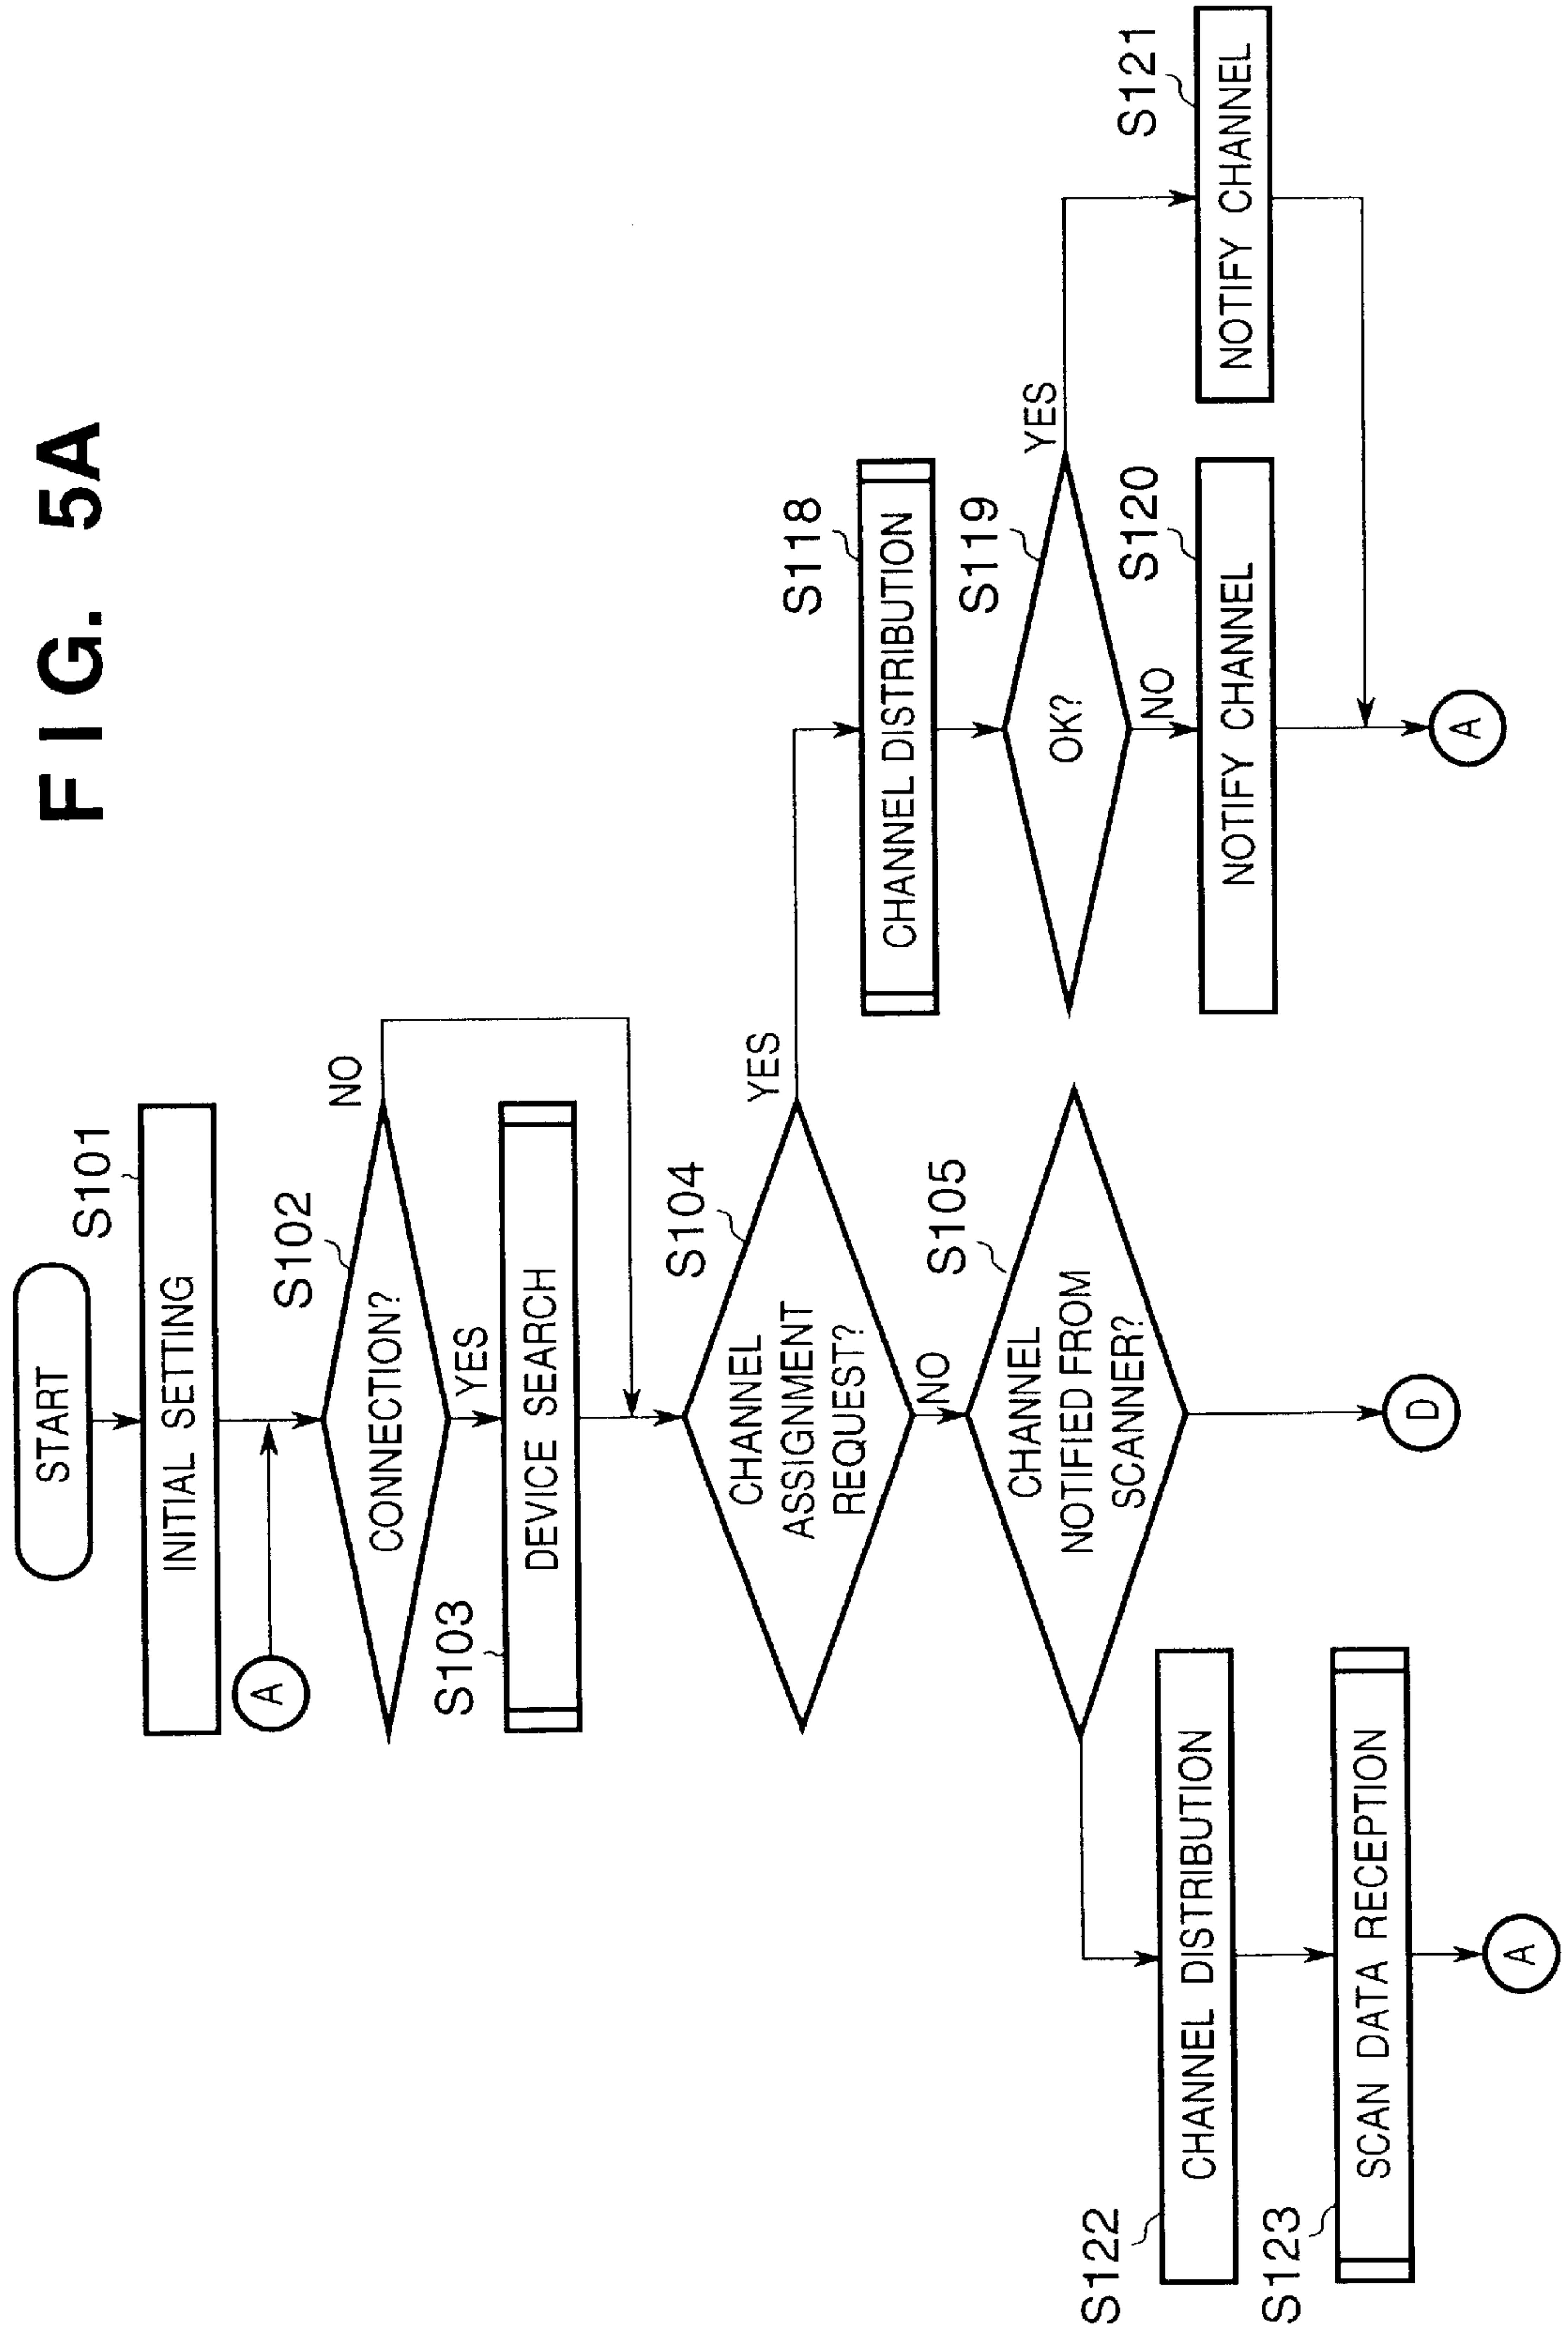 FIG. 5A
START
S101
INITIAL SETTING
A
S102
CONNECTION?
NO
YES
S103
DEVICE SEARCH
S104
CHANNEL
ASSIGNMENT
REQUEST?
YES
NO
S105
CHANNEL
NOTIFIED FROM
SCANNER?
D
S118
CHANNEL DISTRIBUTION
S119
OK?
YES
NO
S120
NOTIFY CHANNEL
S121
NOTIFY CHANNEL
A
S122
CHANNEL DISTRIBUTION
S123
SCAN DATA RECEPTION
A